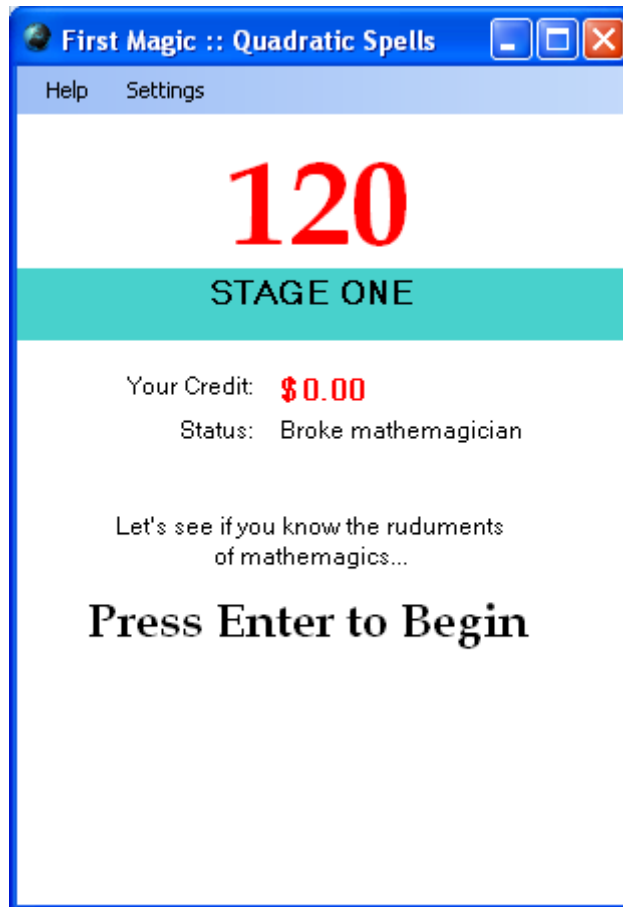 First Magic :: Quadratic Spells
Help Settings
120
STAGE ONE
Your Credit: $0.00
Status: Broke mathemagician
Let's see if you know the ruduments
of mathemagics...
Press Enter to Begin